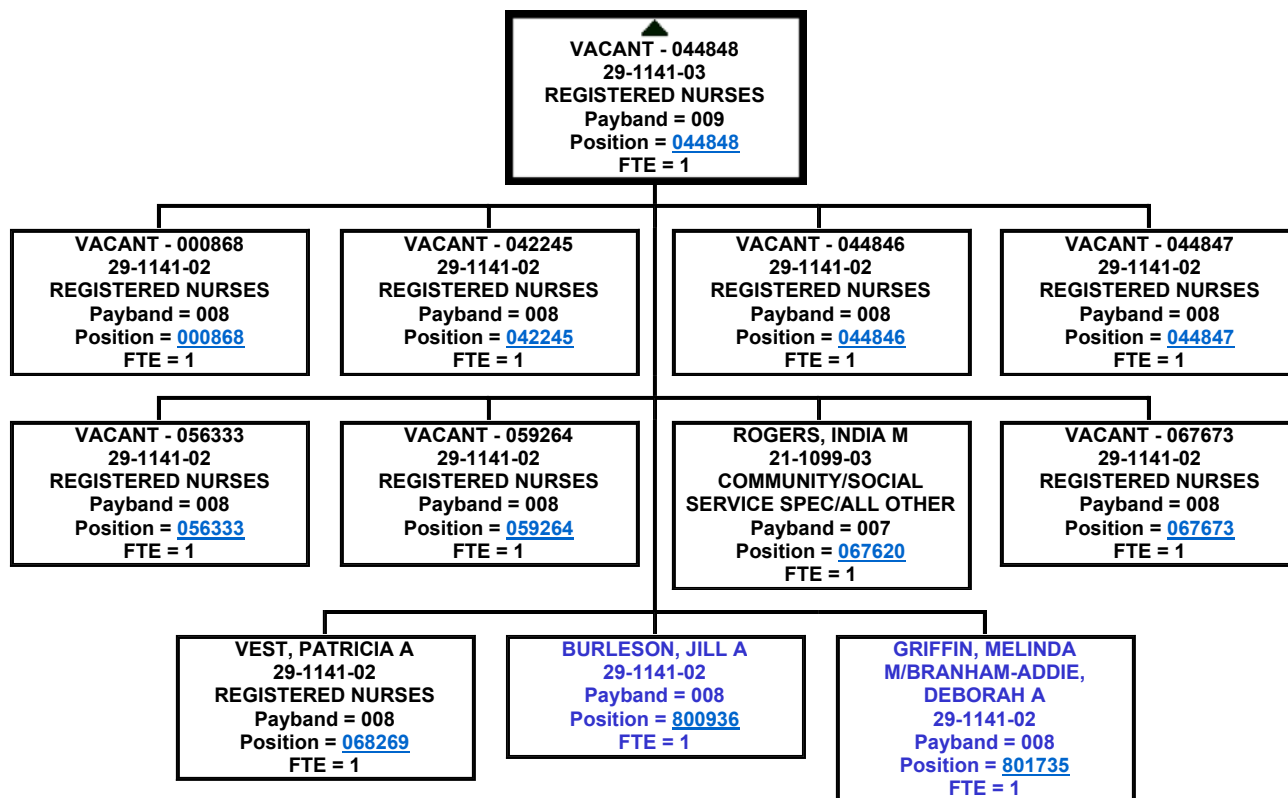 VACANT - 044848
29-1141-03
REGISTERED NURSES
Payband = 009
Position = 044848
FTE = 1
VACANT - 000868
29-1141-02
REGISTERED NURSES
Payband = 008
Position = 000868
FTE = 1
VACANT - 042245
29-1141-02
REGISTERED NURSES
Payband = 008
Position = 042245
FTE = 1
VACANT - 044846
29-1141-02
REGISTERED NURSES
Payband = 008
Position = 044846
FTE = 1
VACANT - 044847
29-1141-02
REGISTERED NURSES
Payband = 008
Position = 044847
FTE = 1
VACANT - 056333
29-1141-02
REGISTERED NURSES
Payband = 008
Position = 056333
FTE = 1
VACANT - 059264
29-1141-02
REGISTERED NURSES
Payband = 008
Position = 059264
FTE = 1
ROGERS, INDIA M
21-1099-03
COMMUNITY/SOCIAL
SERVICE SPEC/ALL OTHER
Payband = 007
Position = 067620
FTE = 1
VACANT - 067673
29-1141-02
REGISTERED NURSES
Payband = 008
Position = 067673
FTE = 1
VEST, PATRICIA A
29-1141-02
REGISTERED NURSES
Payband = 008
Position = 068269
FTE = 1
BURLESON, JILL A
29-1141-02
Payband = 008
Position = 800936
FTE = 1
GRIFFIN, MELINDA
M/BRANHAM-ADDIE,
DEBORAH A
29-1141-02
Payband = 008
Position = 801735
FTE = 1